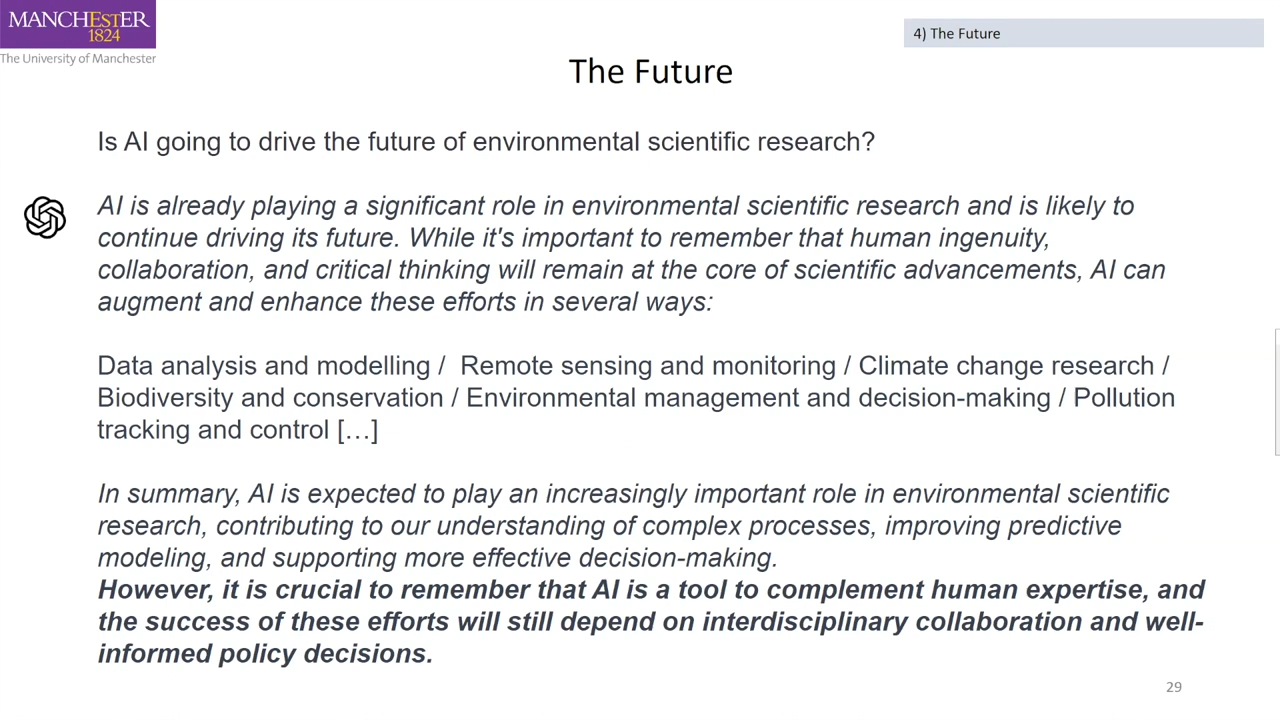 MANCHESTER
1824
The University of Manchester
4) The Future
The Future
Is AI going to drive the future of environmental scientific research?
AI is already playing a significant role in environmental scientific research and is likely to
continue driving its future. While it's important to remember that human ingenuity,
collaboration, and critical thinking will remain at the core of scientific advancements, AI can
augment and enhance these efforts in several ways:
Data analysis and modelling /  Remote sensing and monitoring / Climate change research /
Biodiversity and conservation / Environmental management and decision-making / Pollution
tracking and control […]
In summary, AI is expected to play an increasingly important role in environmental scientific
research, contributing to our understanding of complex processes, improving predictive
modeling, and supporting more effective decision-making.
However, it is crucial to remember that AI is a tool to complement human expertise, and
the success of these efforts will still depend on interdisciplinary collaboration and well-
informed policy decisions.
29